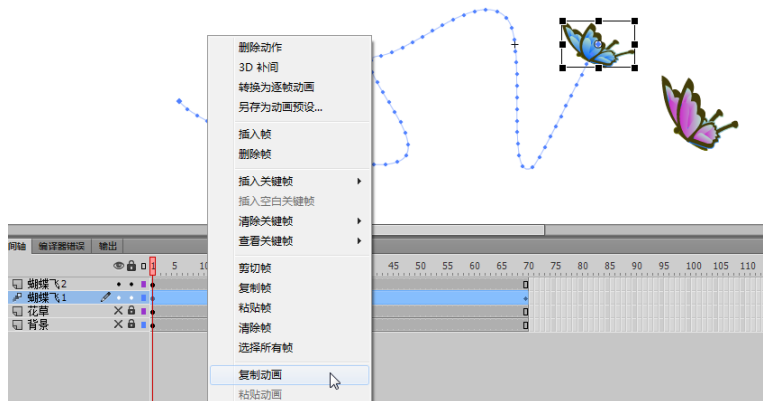 删除动作
3D 补间
转换为逐帧动画
另存为动画预设...
插入帧
删除帧
插入关键帧
插入空白关键帧
清除关键帧
查看关键帧
剪切帧
复制帧
粘贴帧
清除帧
选择所有帧
复制动画
粘贴动画
间轴 编译器错误 输出
1 5 10 45 50 55 60 65 70 75 80 85 90 95 100 105 110
蝴蝶飞2
蝴蝶飞1
花草
背景